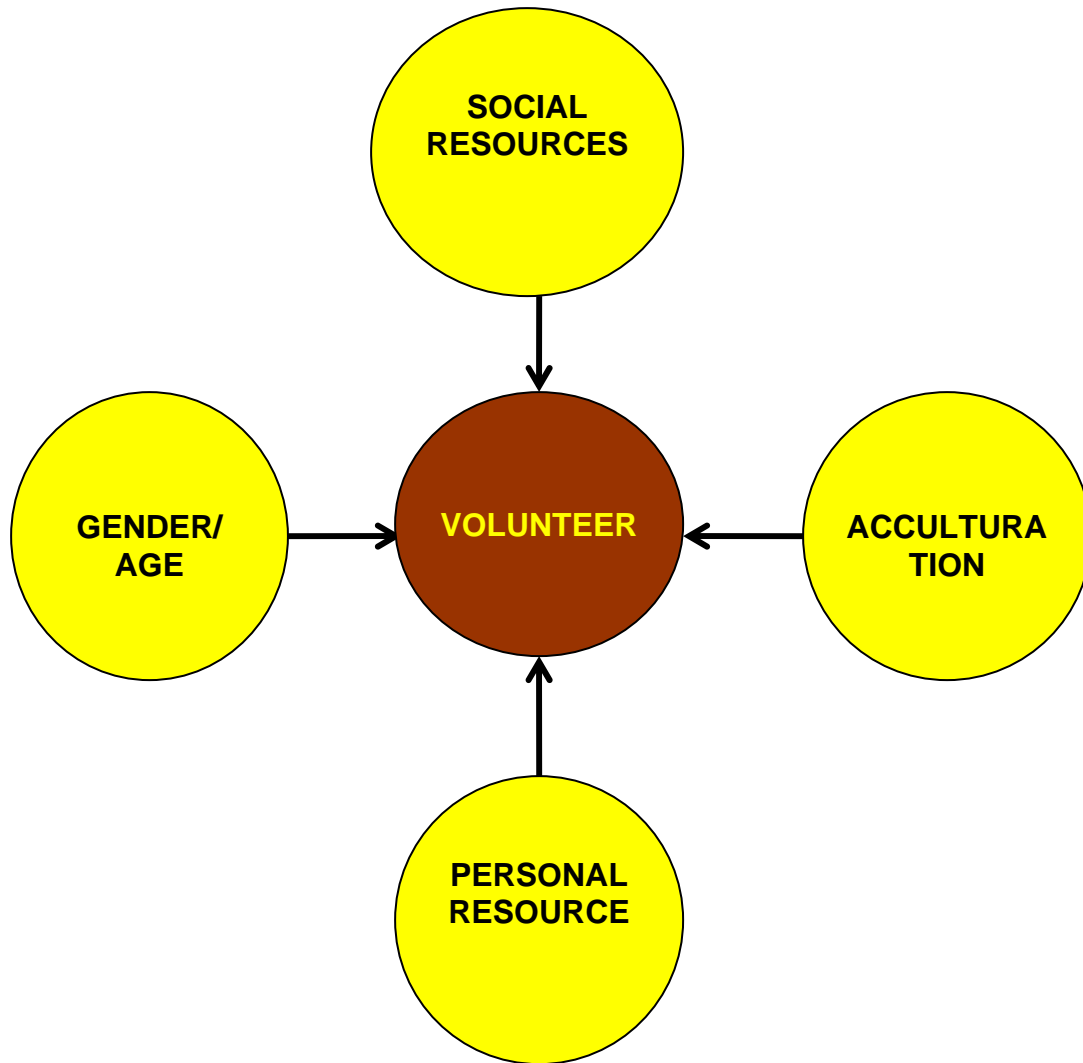 SOCIAL
RESOURCES
GENDER/
AGE
VOLUNTEER
ACCULTURA
TION
PERSONAL
RESOURCE